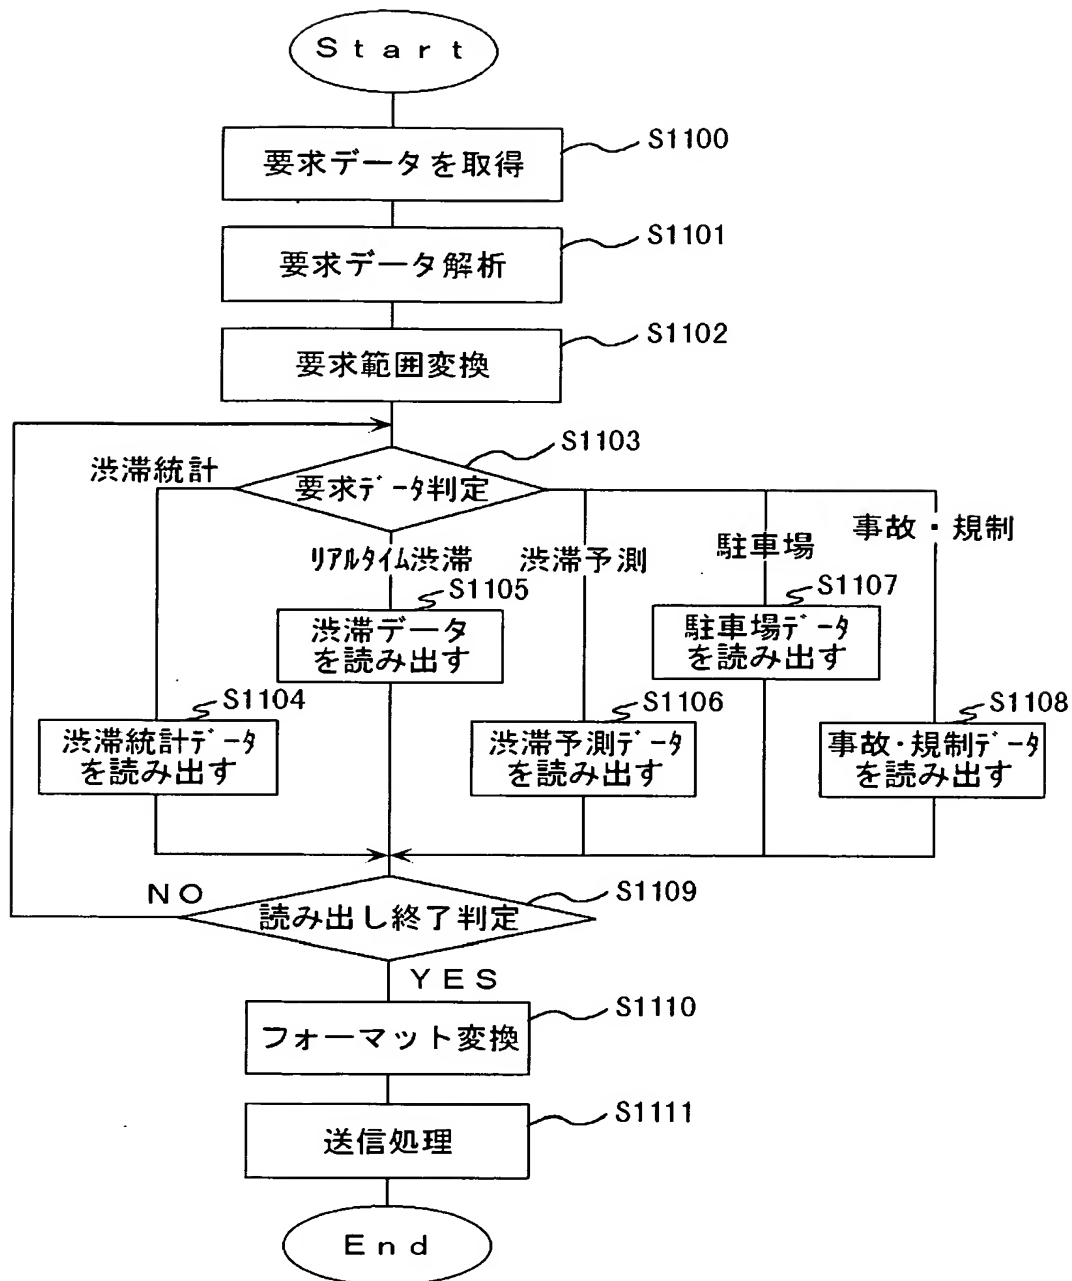 Start
要求データを取得
S1100
要求データ解析
S1101
要求範囲変換
S1102
S1103
渋滞統計
要求データ判定
リアルタイム渋滞
渋滞予測
駐車場
事故・規制
S1105
渋滞データ
を読み出す
S1107
駐車場データ
を読み出す
S1104
渋滞統計データ
を読み出す
S1106
渋滞予測データ
を読み出す
S1108
事故・規制データ
を読み出す
NO
読み出し終了判定
S1109
YES
フォーマット変換
S1110
送信処理
S1111
End